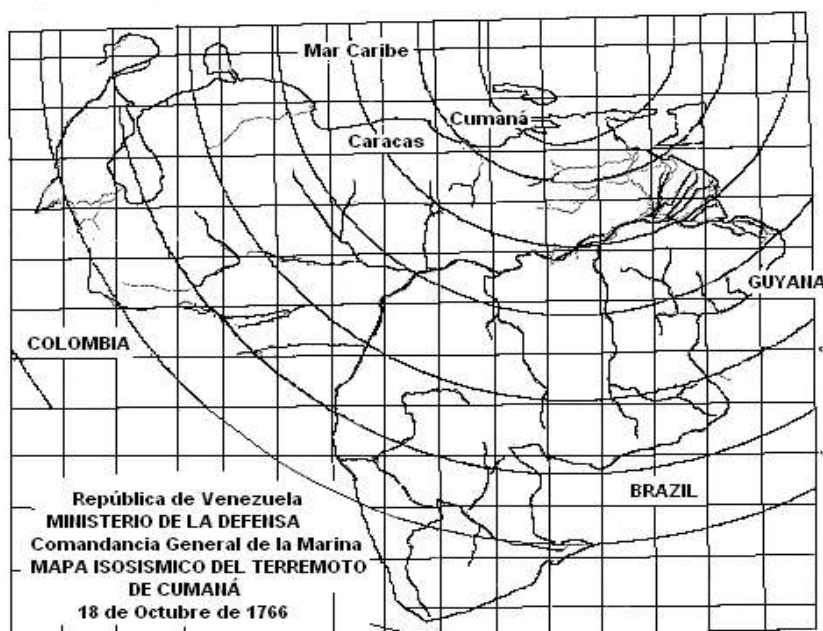 Mar Caribe
Cumaná
Caracas
GUYANA
COLOMBIA
BRAZIL
República de Venezuela
MINISTERIO DE LA DEFENSA
Comandancia General de la Marina
MAPA ISOSISMICO DEL TERREMOTO
DE CUMANÁ
18 de Octubre de 1766